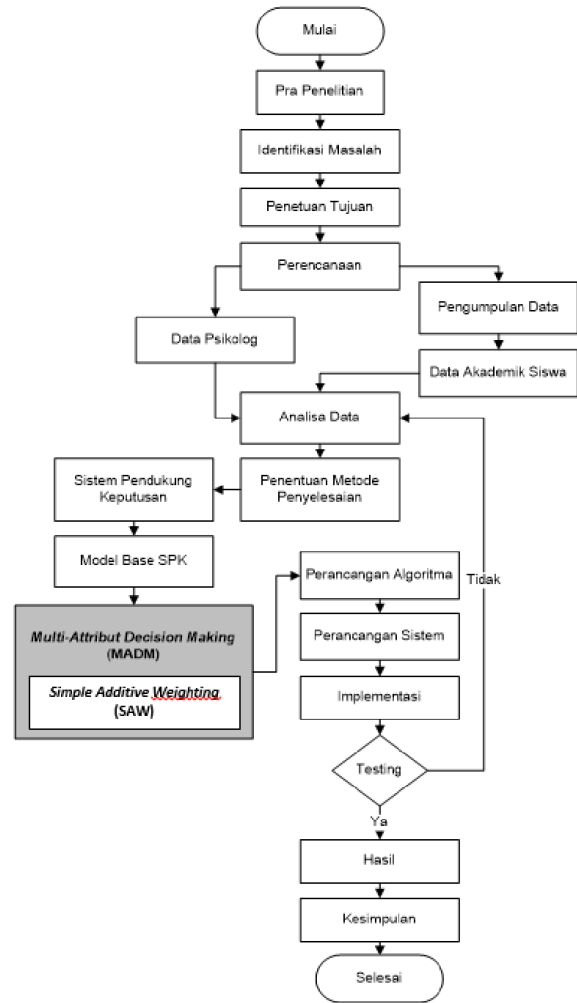 Mulai
Pra Penelitian
Identifikasi Masalah
Penetuan Tujuan
Perencanaan
Pengumpulan Data
Data Psikolog
Data Akademik Siswa
Analisa Data
Sistem Pendukung
Keputusan
Penentuan Metode
Penyelesaian
Model Base SPK
Perancangan Algoritma
Tidak
Multi-Attribut Decision Making
(MADM)
Simple Additive Weighting
(SAW)
Perancangan Sistem
Implementasi
Testing
Ya
Hasil
Kesimpulan
Selesai